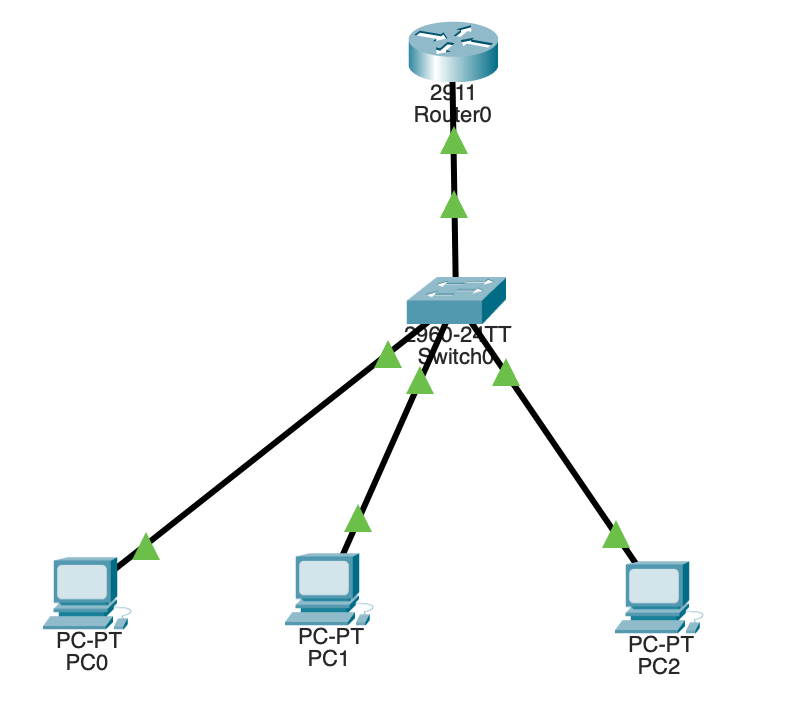 2911
Router0
2960-24TT
Switch0
PC-PT
PC0
PC-PT
PC1
PC-PT
PC2